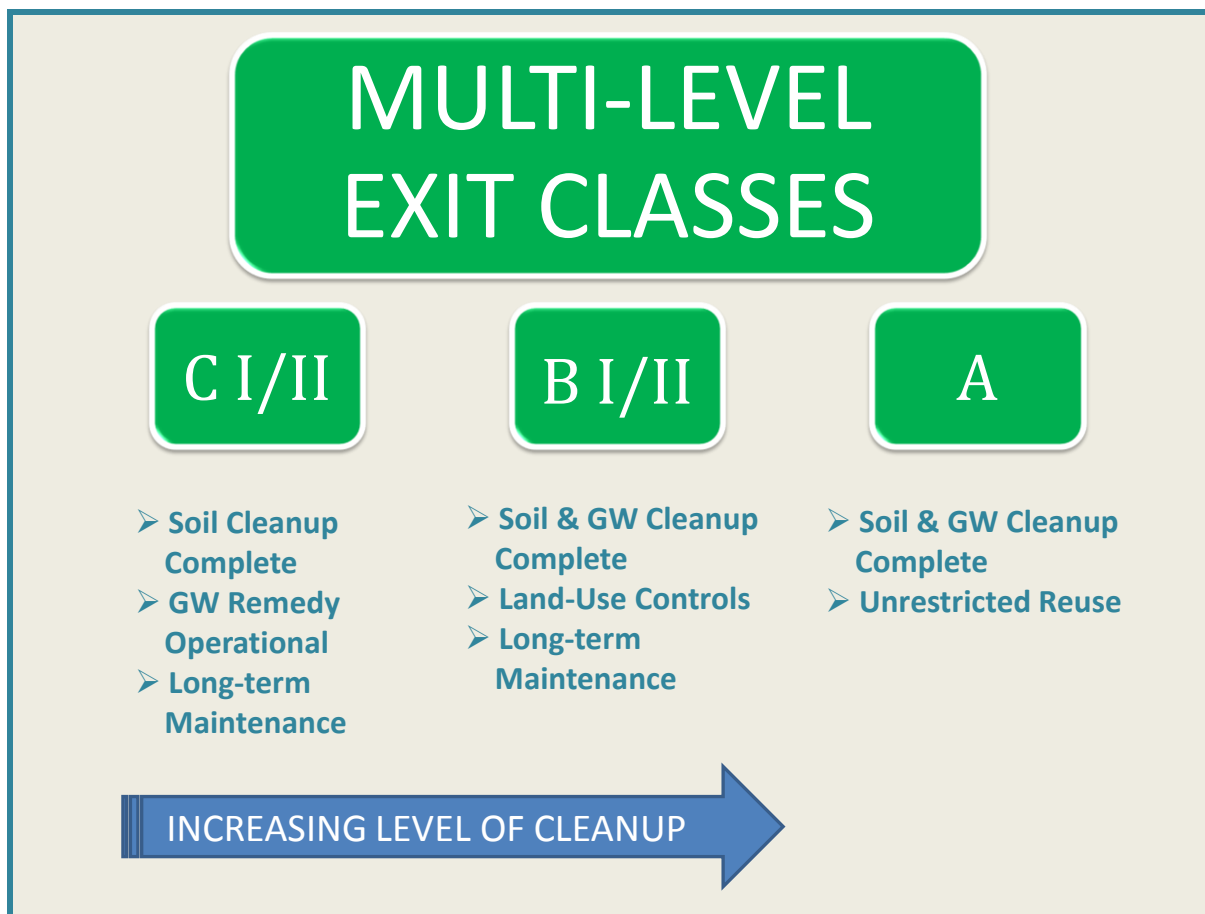 MULTI-LEVEL
EXIT CLASSES
C I/II
B I/II
A
➢ Soil Cleanup
Complete
➢ GW Remedy
Operational
➢ Long-term
Maintenance
➢ Soil & GW Cleanup
Complete
➢ Land-Use Controls
➢ Long-term
Maintenance
➢ Soil & GW Cleanup
Complete
➢ Unrestricted Reuse
INCREASING LEVEL OF CLEANUP